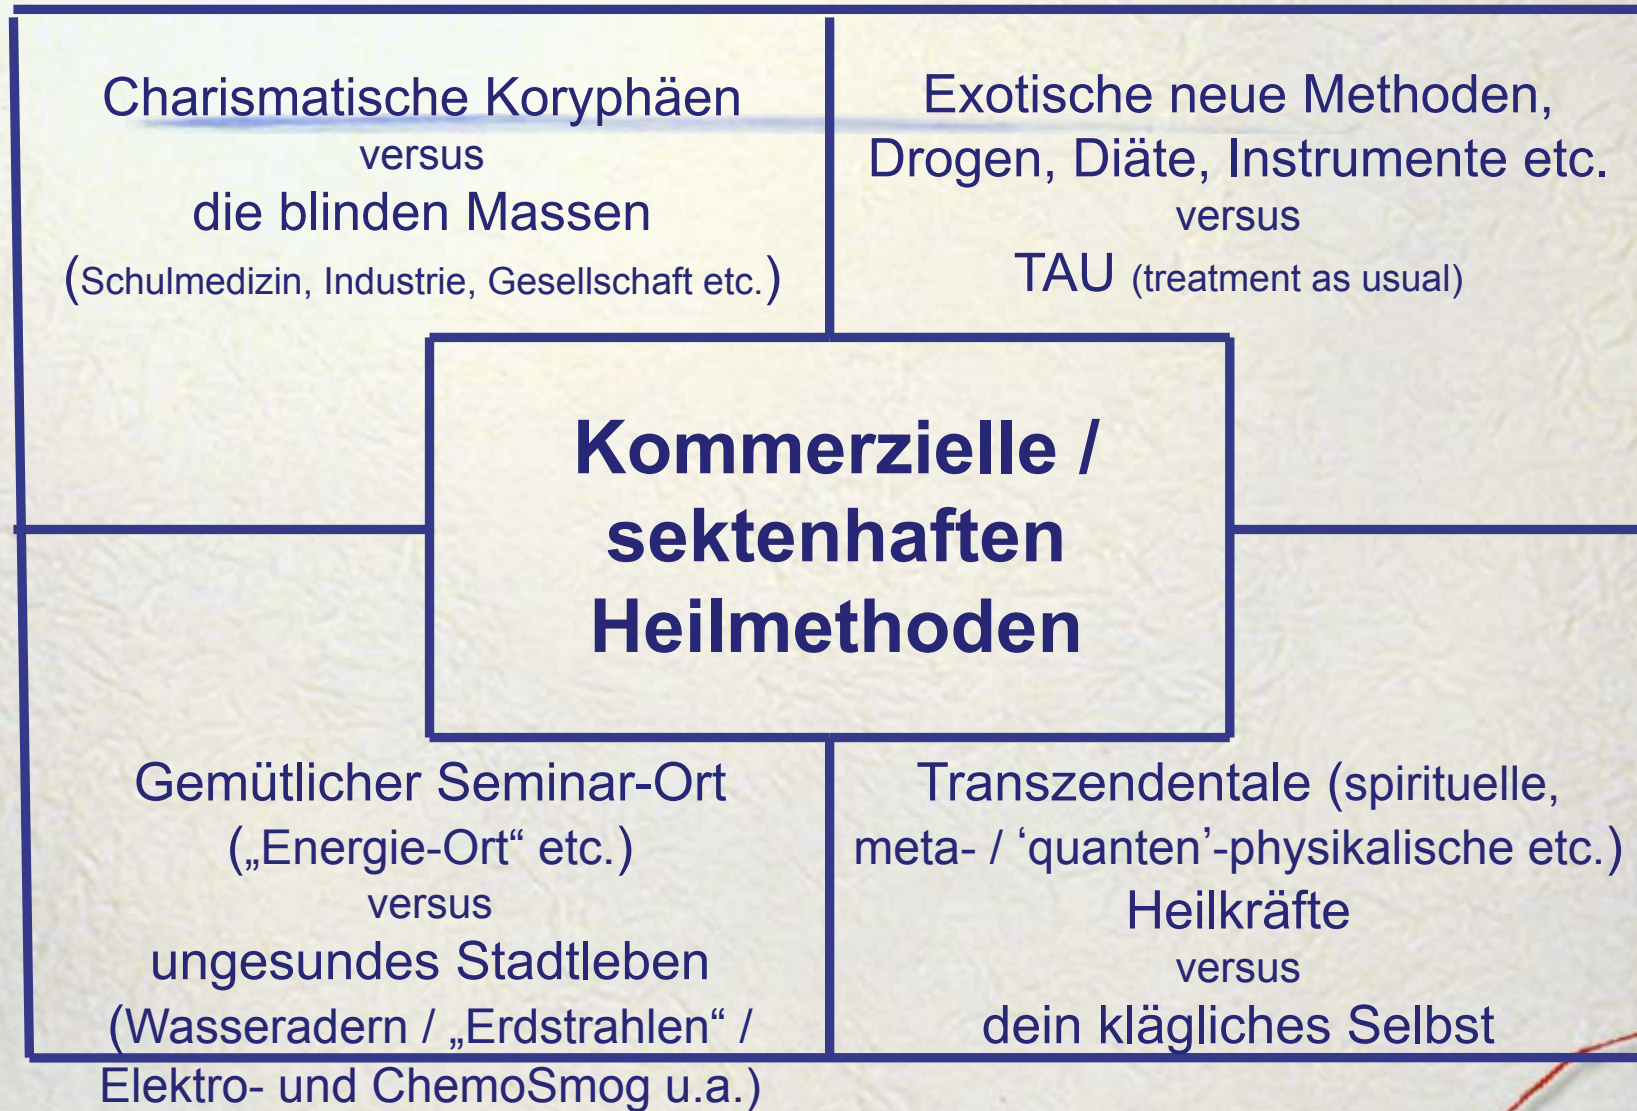 Charismatische Koryphäen
versus
die blinden Massen
(Schulmedizin, Industrie, Gesellschaft etc.)
Exotische neue Methoden,
Drogen, Diäte, Instrumente etc.
versus
TAU (treatment as usual)
Kommerzielle /
sektenhaften
Heilmethoden
Gemütlicher Seminar-Ort
(„Energie-Ort“ etc.)
versus
ungesundes Stadtleben
(Wasseradern / „Erdstrahlen“ /
Elektro- und ChemoSmog u.a.)
Transzendentale (spirituelle,
meta- / ‘quanten’-physikalische etc.)
Heilkräfte
versus
dein klägliches Selbst